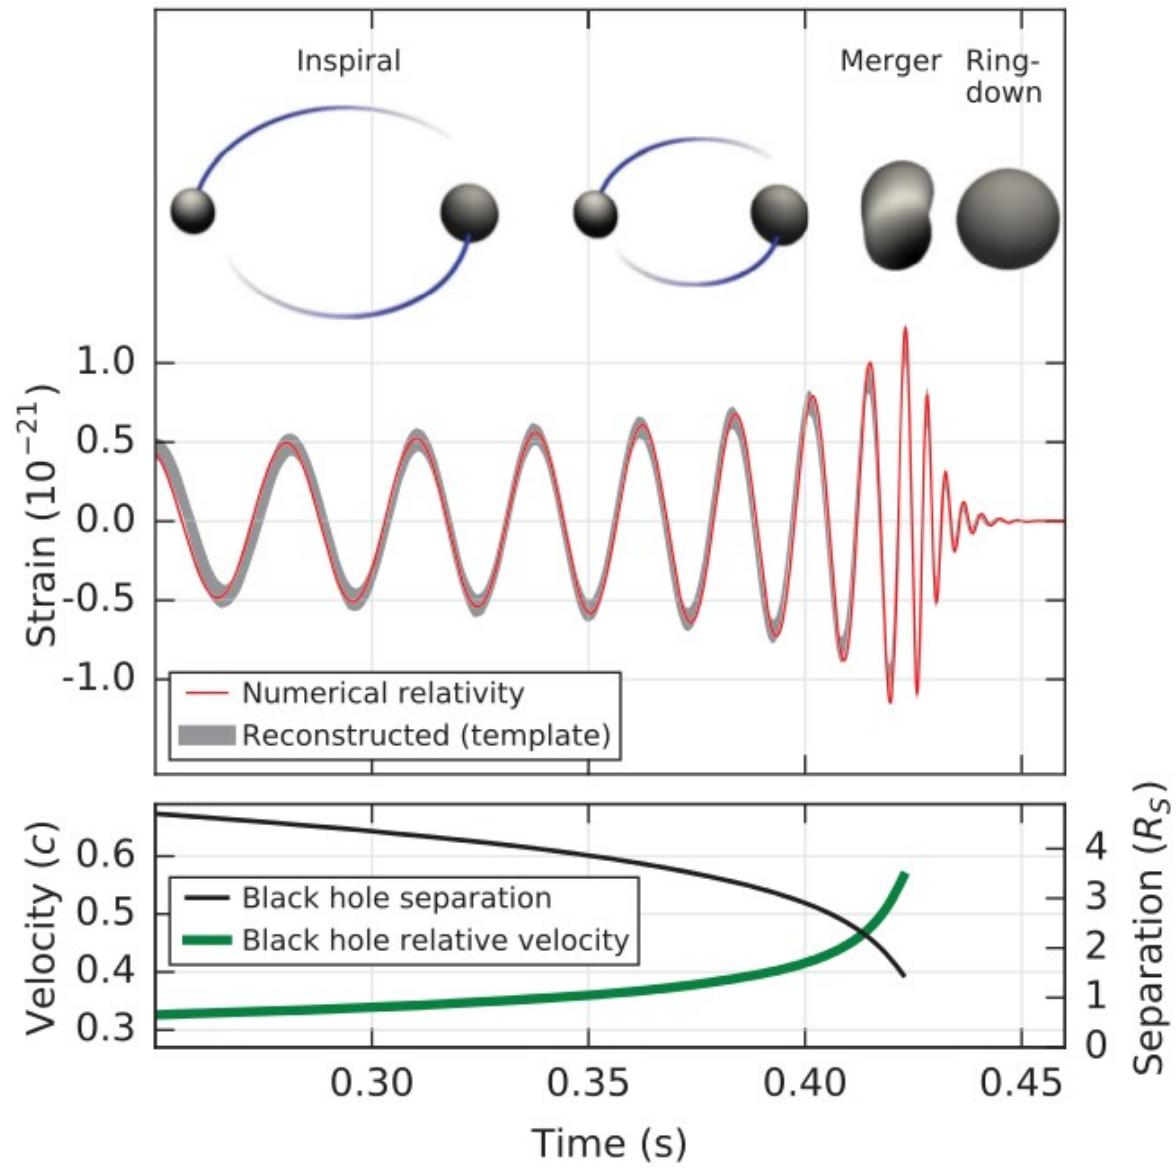 Inspiral
Merger
Ring-
down
1.0
0.5
0.0
-0.5
-1.0
Strain (10⁻²¹)
Numerical relativity
Reconstructed (template)
0.6
0.5
0.4
0.3
Velocity (c)
Black hole separation
Black hole relative velocity
4
3
2
1
0
Separation (R_S)
0.30
0.35
0.40
0.45
Time (s)